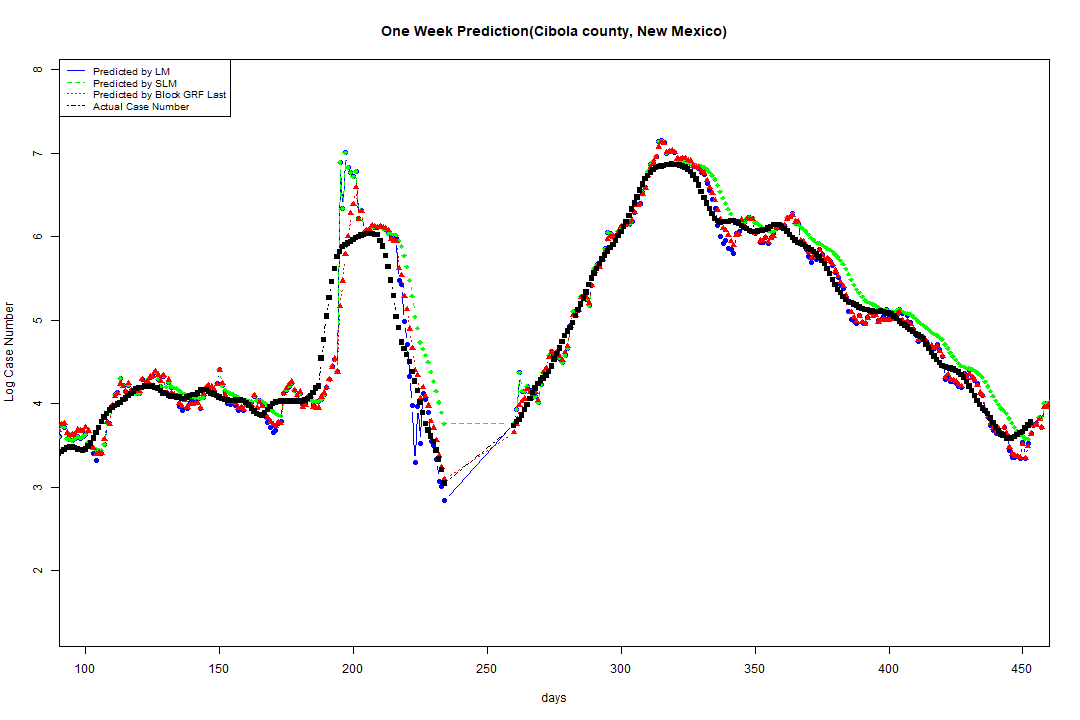 One Week Prediction(Cibola county, New Mexico)
Predicted by LM
Predicted by SLM
Predicted by Block GRF Last
Actual Case Number
8
7
6
5
4
3
2
Log Case Number
100 150 200 250 300 350 400 450
days